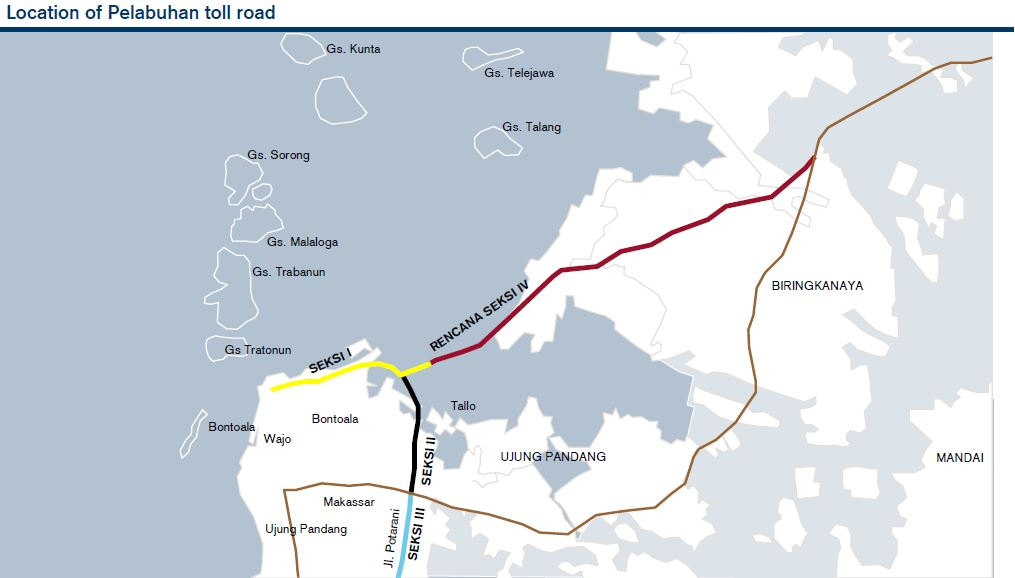 Location of Pelabuhan toll road
Gs. Kunta
Gs. Telejawa
Gs. Talang
Gs. Sorong
Gs. Malaloga
Gs. Trabanun
BIRINGKANAYA
RENCANA SEKSI IV
Gs Tratonun
SEKSI I
Tallo
Bontoala
Bontoala
Wajo
SEKSI II
UJUNG PANDANG
MANDAI
Makassar
Ujung Pandang
Jl. Potarani
SEKSI III